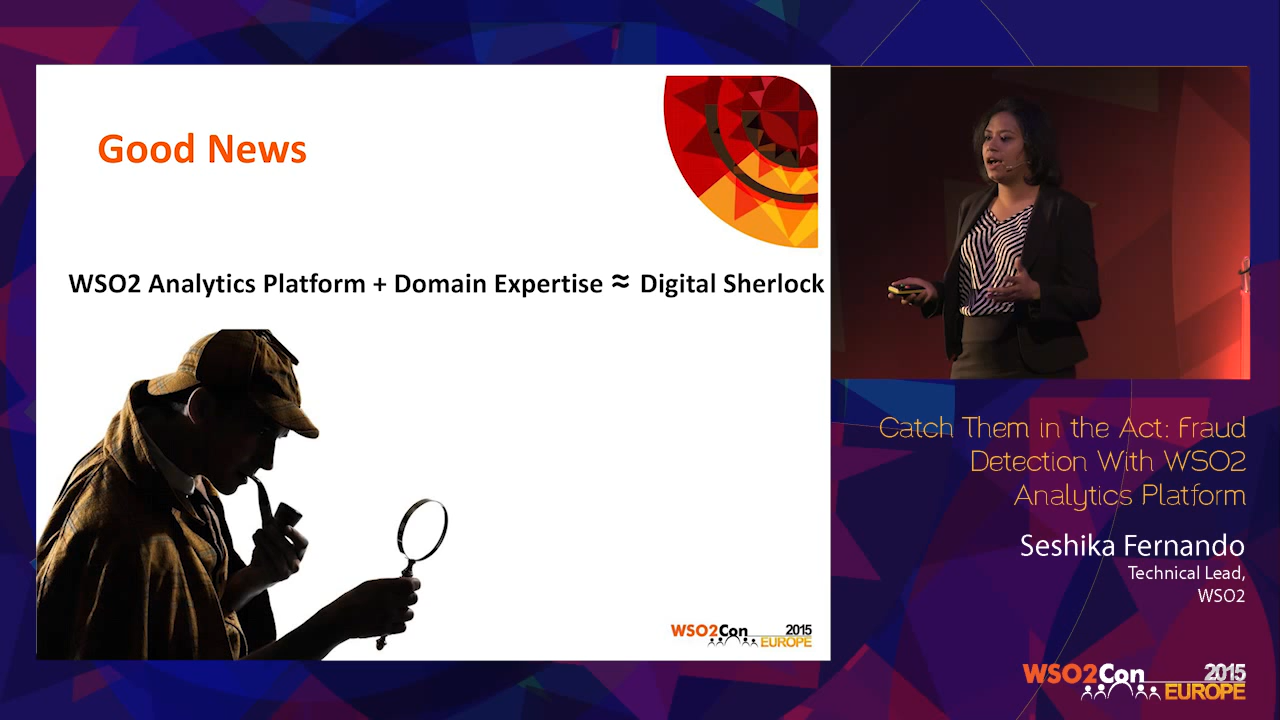 Good News
WSO2 Analytics Platform + Domain Expertise ≈ Digital Sherlock
WSO2Con 2015
EUROPE
Catch Them in the Act: Fraud
Detection With WSO2
Analytics Platform
Seshika Fernando
Technical Lead,
WSO2
WSO2Con 2015
EUROPE